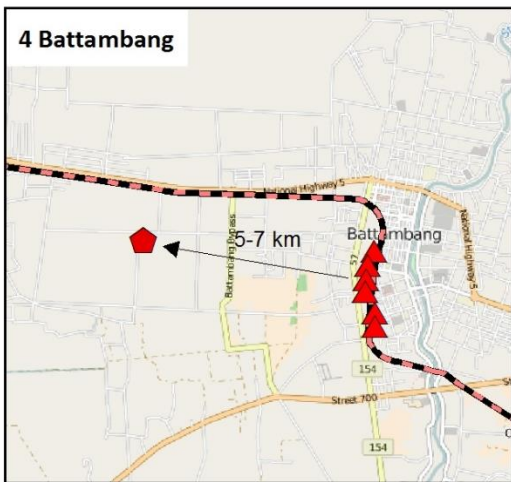 4 Battambang
National Highway 5
Battambang Bypass
5-7 km
Battambang
57
National Highway 5
154
Street 700
154